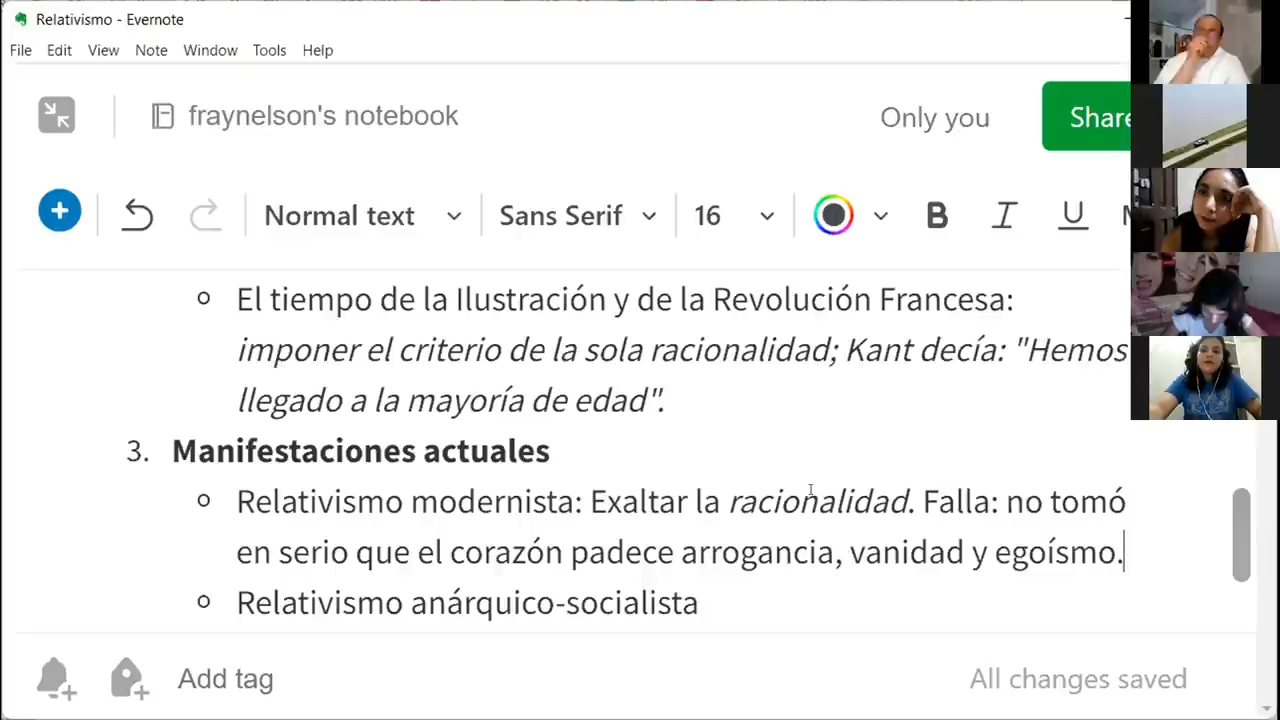 Relativismo - Evernote
File Edit View Note Window Tools Help
fraynelson's notebook
Only you
Share
Normal text
Sans Serif
16
B I U
El tiempo de la Ilustración y de la Revolución Francesa:
imponer el criterio de la sola racionalidad; Kant decía: "Hemos
llegado a la mayoría de edad".
3. Manifestaciones actuales
Relativismo modernista: Exaltar la racionalidad. Falla: no tomó
en serio que el corazón padece arrogancia, vanidad y egoísmo.
Relativismo anárquico-socialista
Add tag
All changes saved